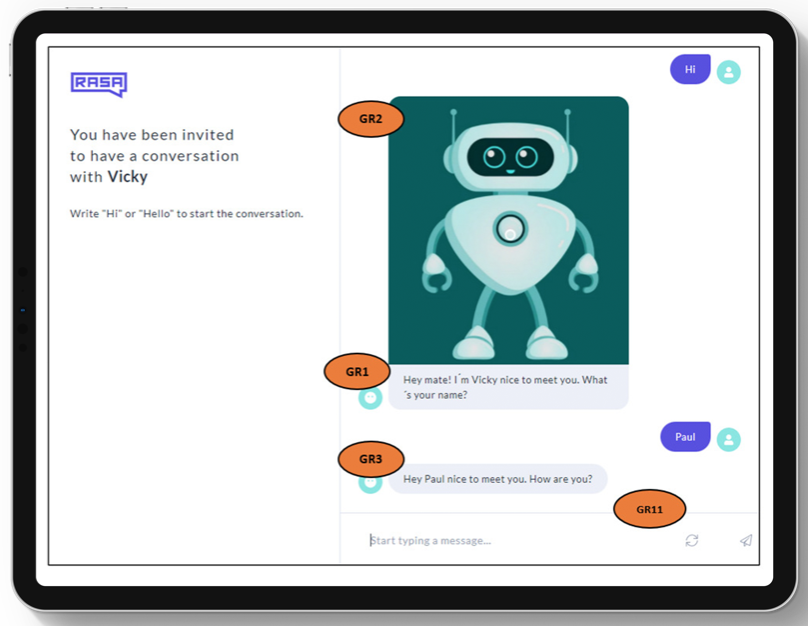 RASA
You have been invited
to have a conversation
with Vicky
Write "Hi" or "Hello" to start the conversation.
Hi
GR2
GR1
Hey mate! I´m Vicky nice to meet you. What
´s your name?
Paul
GR3
Hey Paul nice to meet you. How are you?
GR11
Start typing a message...